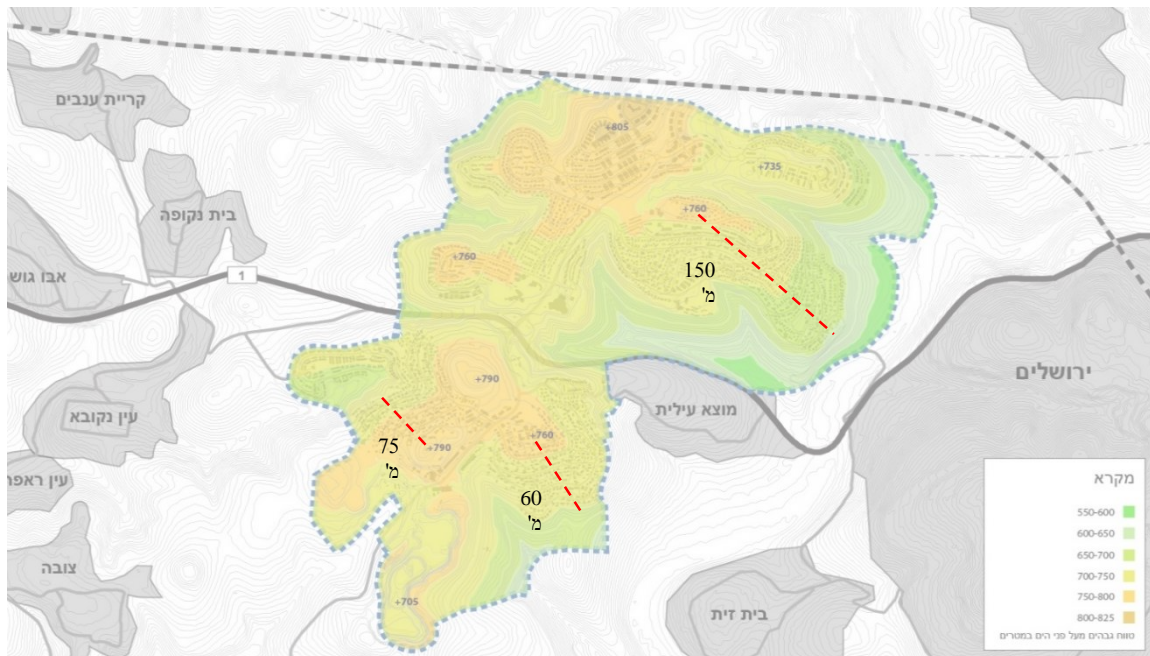 קריית ענבים
+805
+735
בית נקופה
+760
+760
אבו גוש
1
150
מ'
ירושלים
+790
מוצא עילית
עין נקובא
+760
+790
75
מ'
עין ראפה
60
מ'
צובה
+705
בית זית
מקרא
550-600
600-650
650-700
700-750
750-800
800-825
טווח גבהים מעל פני הים במטרים